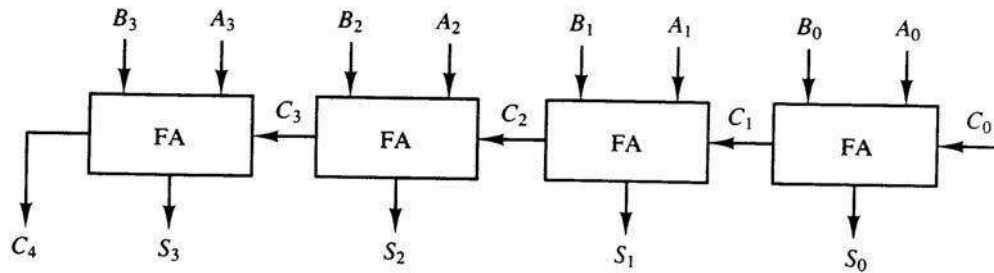 B₃ A₃ B₂ A₂ B₁ A₁ B₀ A₀
C₃ C₂ C₁ C₀
FA FA FA FA
C₄ S₃ S₂ S₁ S₀